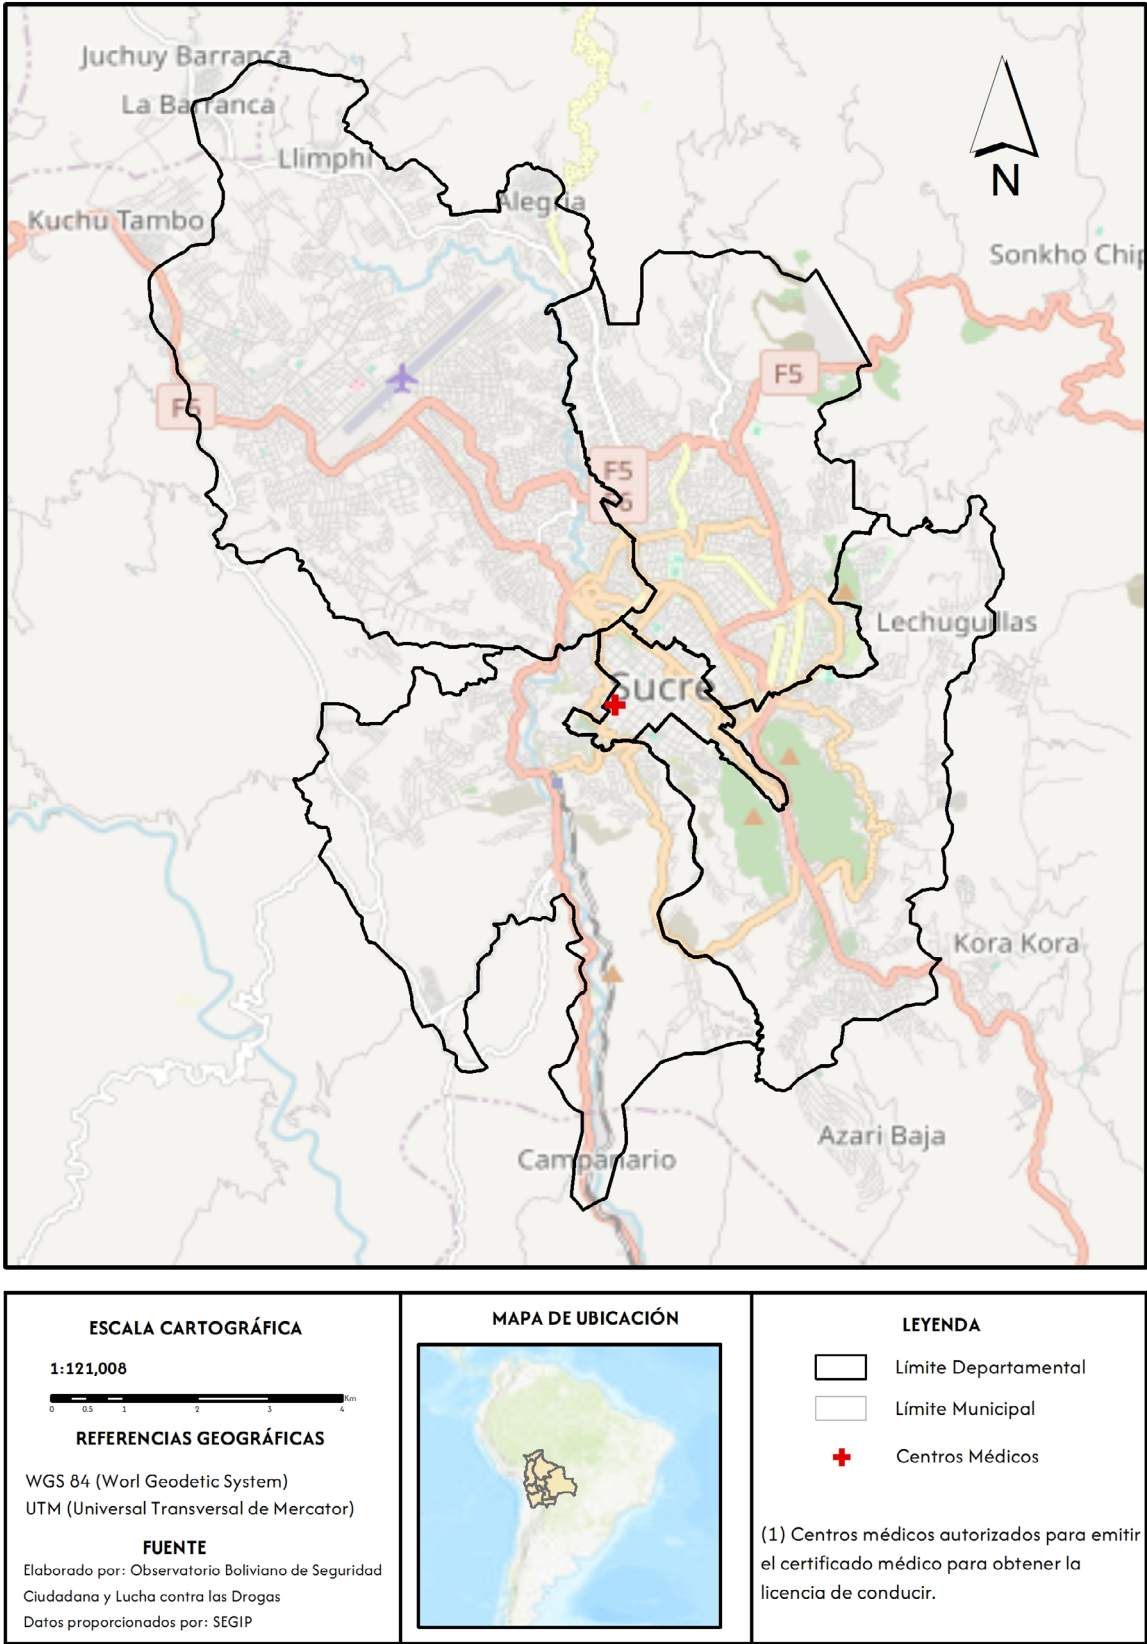 Juchuy Barranca
La Barranca
Llimphi
Alegria
Kuchu Tambo
N
Sonkho Chip
F5
F5
F5
F6
Lechuguillas
Sucre
Kora Kora
Azari Baja
Campanario
ESCALA CARTOGRÁFICA
1:121,008
Km
0 0.5 1 2 3 4
REFERENCIAS GEOGRÁFICAS
WGS 84 (Worl Geodetic System)
UTM (Universal Transversal de Mercator)
FUENTE
Elaborado por: Observatorio Boliviano de Seguridad
Ciudadana y Lucha contra las Drogas
Datos proporcionados por: SEGIP
MAPA DE UBICACIÓN
LEYENDA
Límite Departamental
Límite Municipal
Centros Médicos
(1) Centros médicos autorizados para emitir
el certificado médico para obtener la
licencia de conducir.